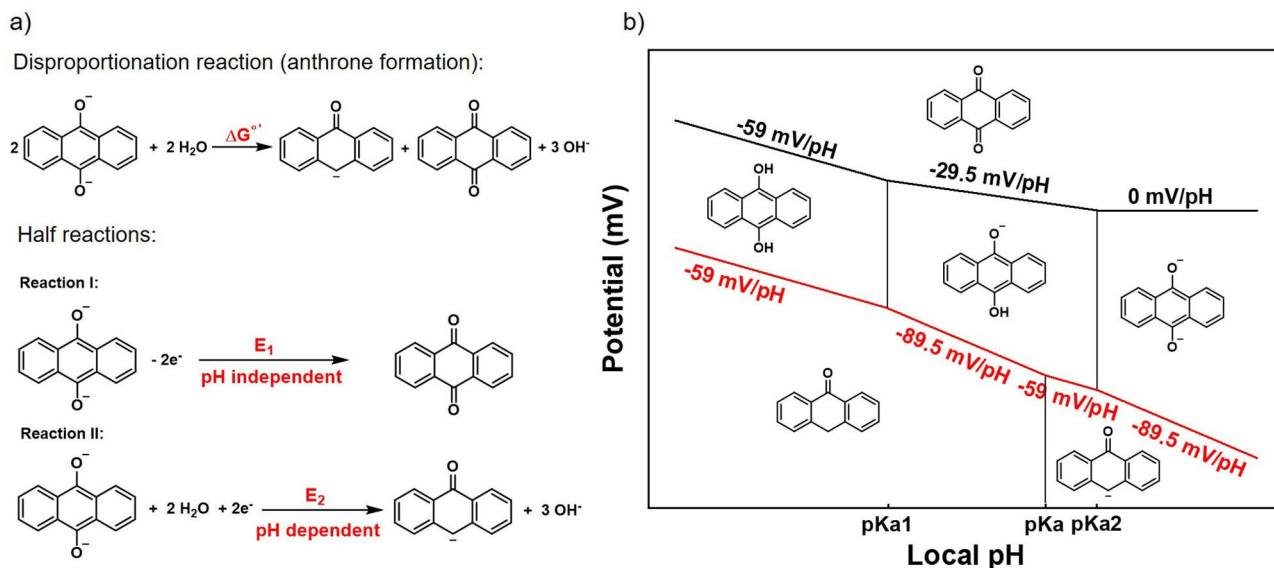 a)
Disproportionation reaction (anthrone formation):
O⁻
O
O
2 + 2 H₂O ΔG°' + + 3 OH⁻
O⁻
⁻
O
Half reactions:
Reaction I:
O⁻
O
- 2e⁻ E₁
pH independent
O⁻
O
Reaction II:
O⁻
O
+ 2 H₂O + 2e⁻ E₂ + 3 OH⁻
pH dependent
O⁻
⁻
b)
Potential (mV)
O
O
-59 mV/pH
-29.5 mV/pH
0 mV/pH
OH
OH
O⁻
OH
O⁻
O⁻
-59 mV/pH
-89.5 mV/pH
-59 mV/pH
-89.5 mV/pH
O
O
⁻
pKa1 pKa pKa2
Local pH